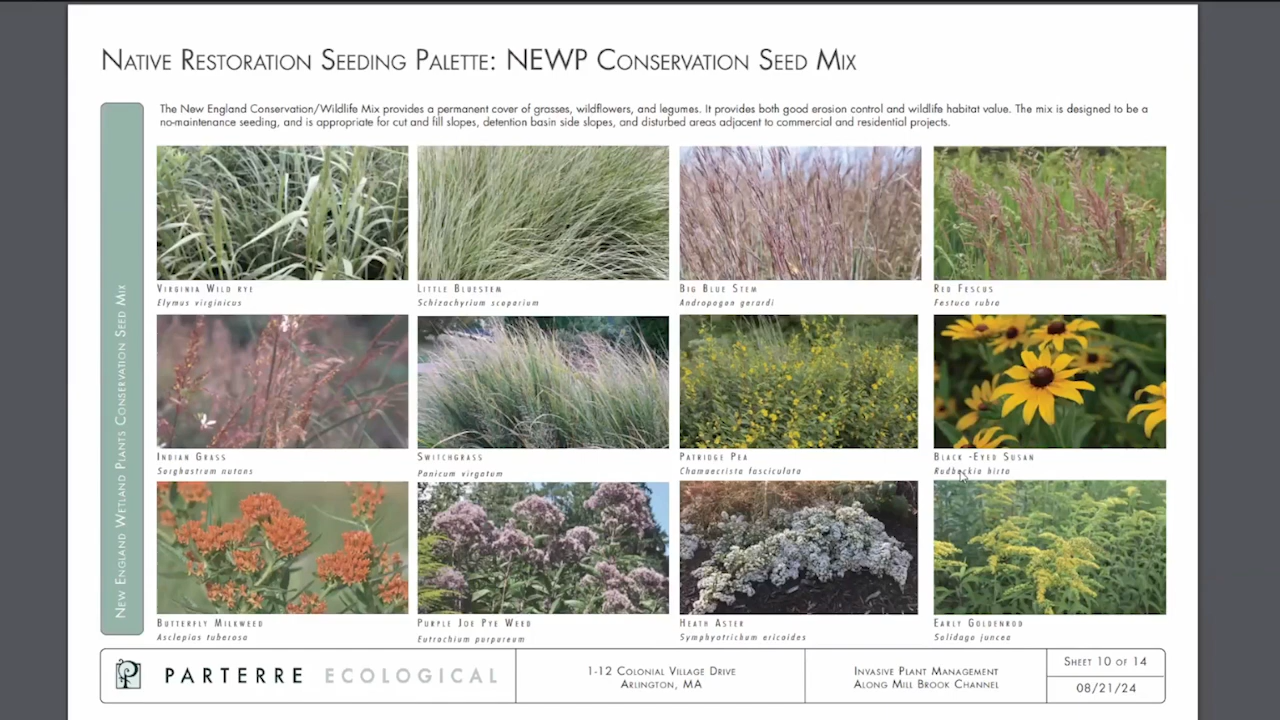 Native Restoration Seeding Palette: NEWP Conservation Seed Mix
The New England Conservation/Wildlife Mix provides a permanent cover of grasses, wildflowers, and legumes. It provides both good erosion control and wildlife habitat value. The mix is designed to be a
no-maintenance seeding, and is appropriate for cut and fill slopes, detention basin side slopes, and disturbed areas adjacent to commercial and residential projects.
New England Wetland Plants Conservation Seed Mix
Virginia Wild rye
Elymus virginicus
Little Bluestem
Schizachyrium scoparium
Big Blue Stem
Andropogon gerardi
Red Fescus
Festuca rubra
Indian Grass
Sorghastrum nutans
Switchgrass
Panicum virgatum
Patridge Pea
Chamaecrista fasciculata
Black -Eyed Susan
Rudbeckia hirta
Butterfly Milkweed
Asclepias tuberosa
Purple Joe Pye Weed
Eutrochium purpureum
Heath Aster
Symphyotrichum ericoides
Early Goldenrod
Solidago juncea
PARTERRE ECOLOGICAL
1-12 Colonial Village Drive
Arlington, MA
Invasive Plant Management
Along Mill Brook Channel
Sheet 10 of 14
08/21/24